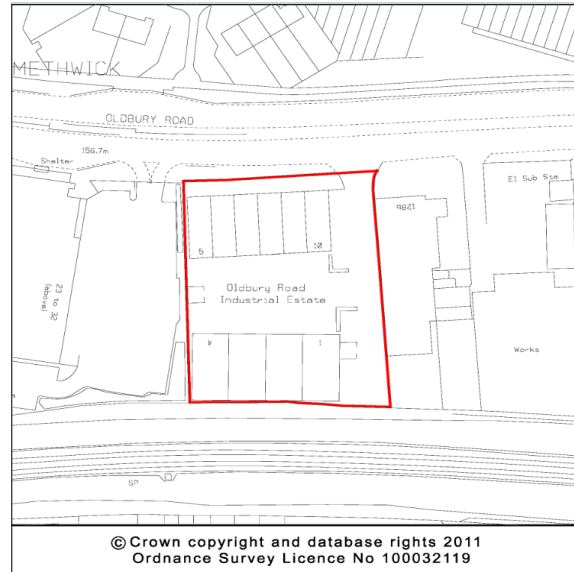 METHWICK
OLDBURY ROAD
156.7m
Shelter
El Sub Sta
1286
5
10
Oldbury Road
Industrial Estate
23 to 32
(above)
4
1
Works
SP
© Crown copyright and database rights 2011
Ordnance Survey Licence No 100032119